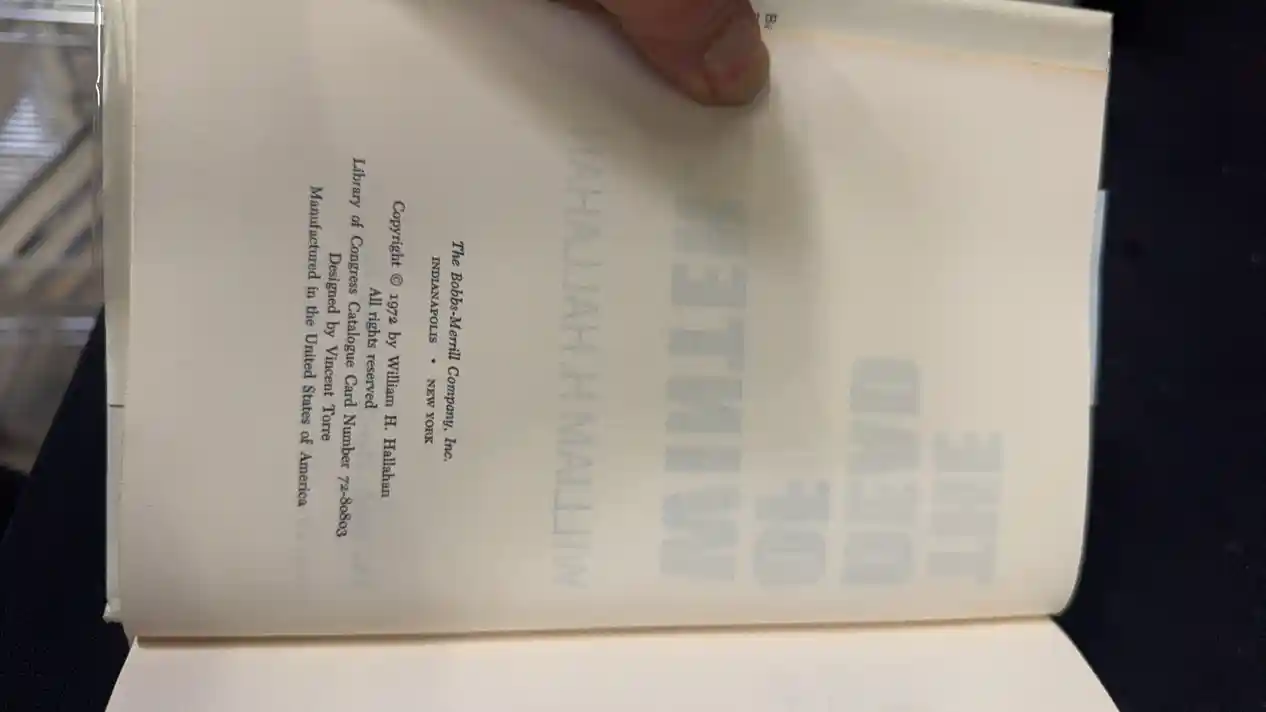 The Bobbs-Merrill Company, Inc.
INDIANAPOLIS • NEW YORK
Copyright © 1972 by William H. Hallahan
All rights reserved
Library of Congress Catalogue Card Number 72-80803
Designed by Vincent Torre
Manufactured in the United States of America